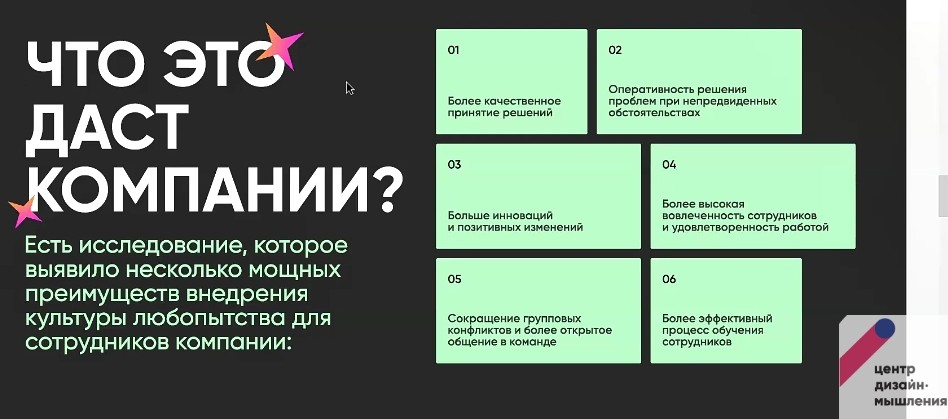 ЧТО ЭТО
ДАСТ
КОМПАНИИ?
Есть исследование, которое
выявило несколько мощных
преимуществ внедрения
культуры любопытства для
сотрудников компании:
01
Более качественное
принятие решений
02
Оперативность решения
проблем при непредвиденных
обстоятельствах
03
Больше инноваций
и позитивных изменений
04
Более высокая
вовлеченность сотрудников
и удовлетворенность работой
05
Сокращение групповых
конфликтов и более открытое
общение в команде
06
Более эффективный
процесс обучения
сотрудников
центр
дизайн-
мышления